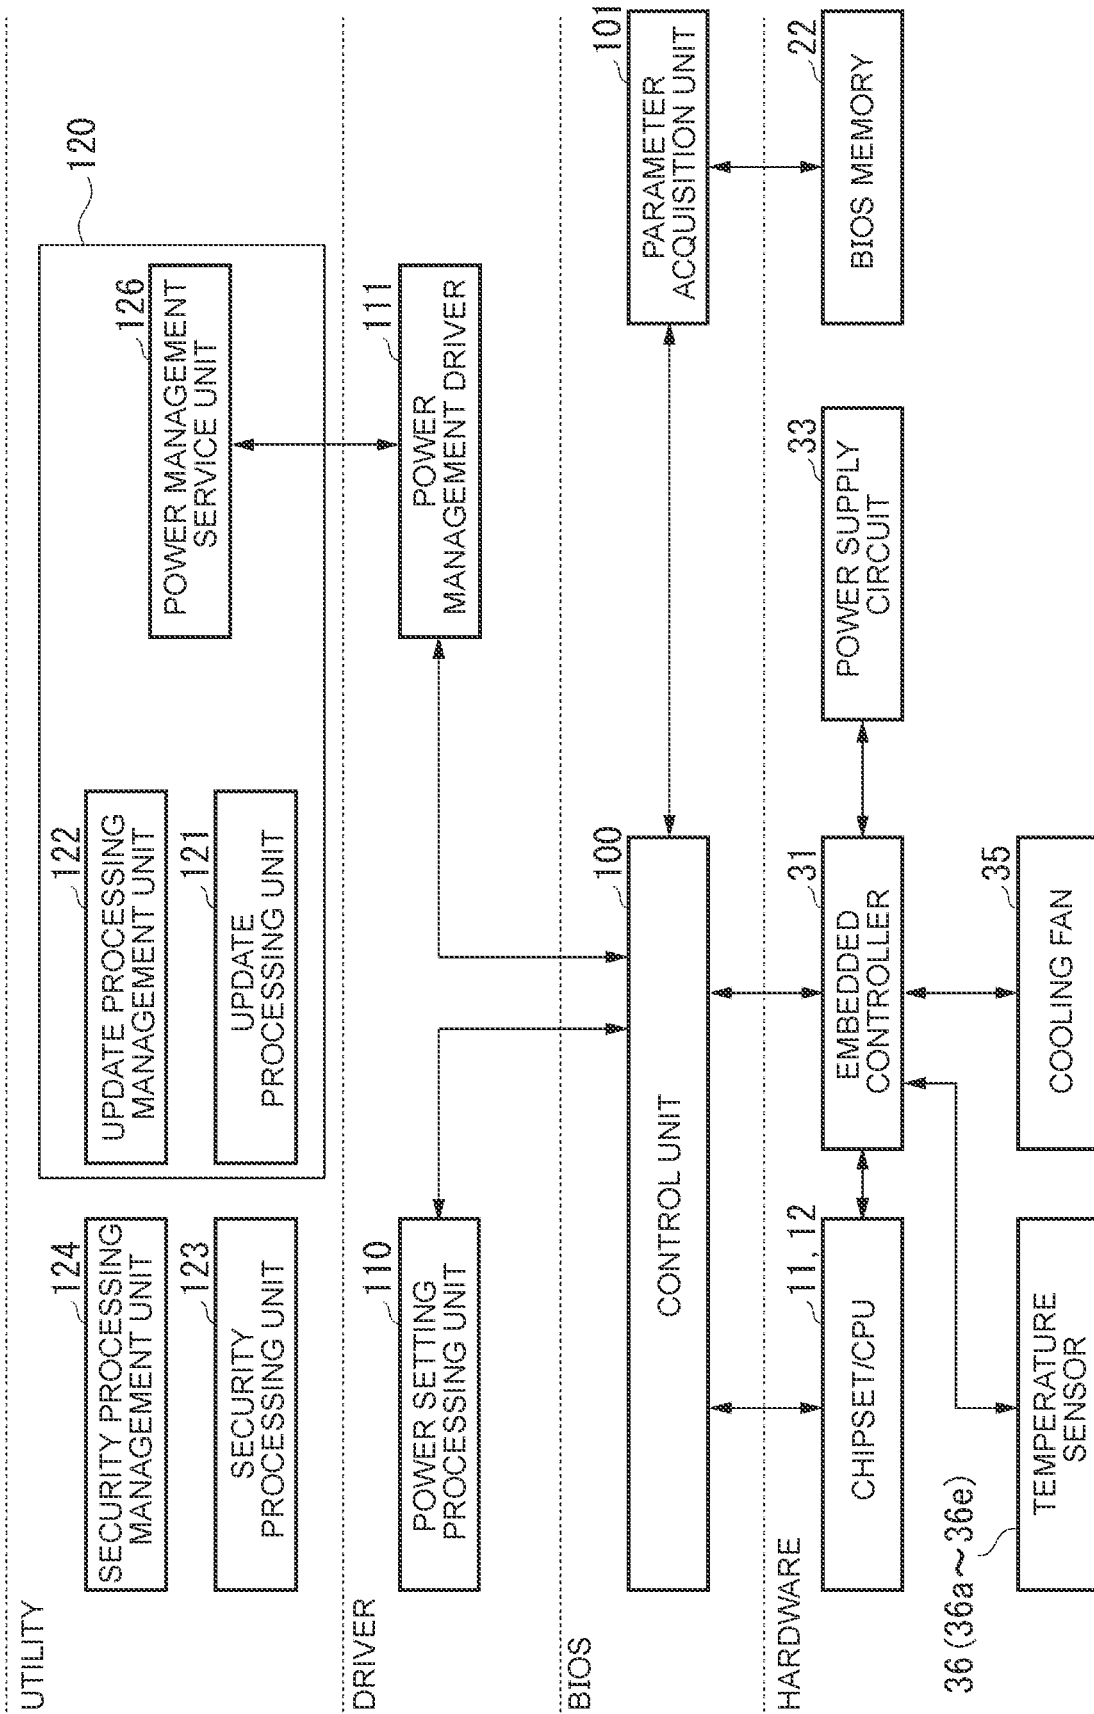 UTILITY
120
124
SECURITY PROCESSING
MANAGEMENT UNIT
122
UPDATE PROCESSING
MANAGEMENT UNIT
126
POWER MANAGEMENT
SERVICE UNIT
123
SECURITY
PROCESSING UNIT
121
UPDATE
PROCESSING UNIT
DRIVER
110
POWER SETTING
PROCESSING UNIT
111
POWER
MANAGEMENT DRIVER
BIOS
100
CONTROL UNIT
101
PARAMETER
ACQUISITION UNIT
HARDWARE
11, 12
CHIPSET/CPU
31
EMBEDDED
CONTROLLER
33
POWER SUPPLY
CIRCUIT
22
BIOS MEMORY
36 (36a～36e)
TEMPERATURE
SENSOR
35
COOLING FAN